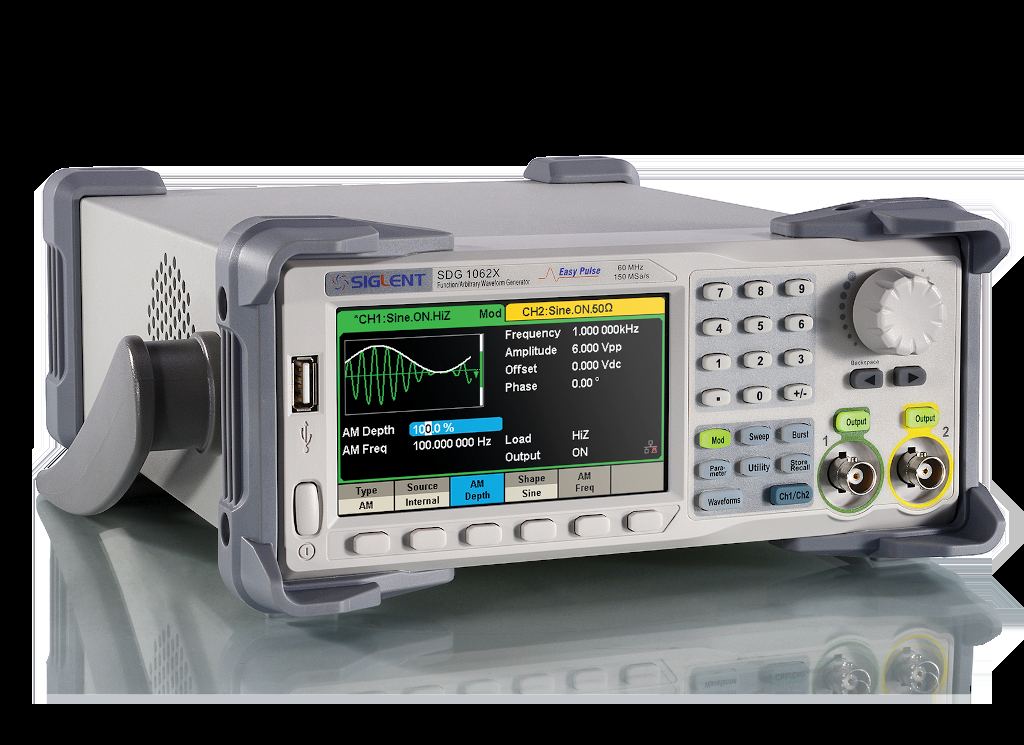 SIGLENT
SDG 1062X
Function/Arbitrary Waveform Generator
Easy Pulse
60 MHz
150 MSa/s
*CH1:Sine.ON.HiZ Mod
CH2:Sine.ON.50Ω
Frequency 1.000 000kHz
Amplitude 6.000 Vpp
Offset 0.000 Vdc
Phase 0.00 °
AM Depth 100.0 %
AM Freq 100.000 000 Hz
Load HiZ
Output ON
Type
AM
Source
Internal
AM
Depth
Shape
Sine
AM
Freq
7 8 9
4 5 6
1 2 3
. 0 +/-
Backspace
Mod Sweep Burst
Para-
meter
Utility
Store
Recall
Waveforms Ch1/Ch2
Output
1
Output
2